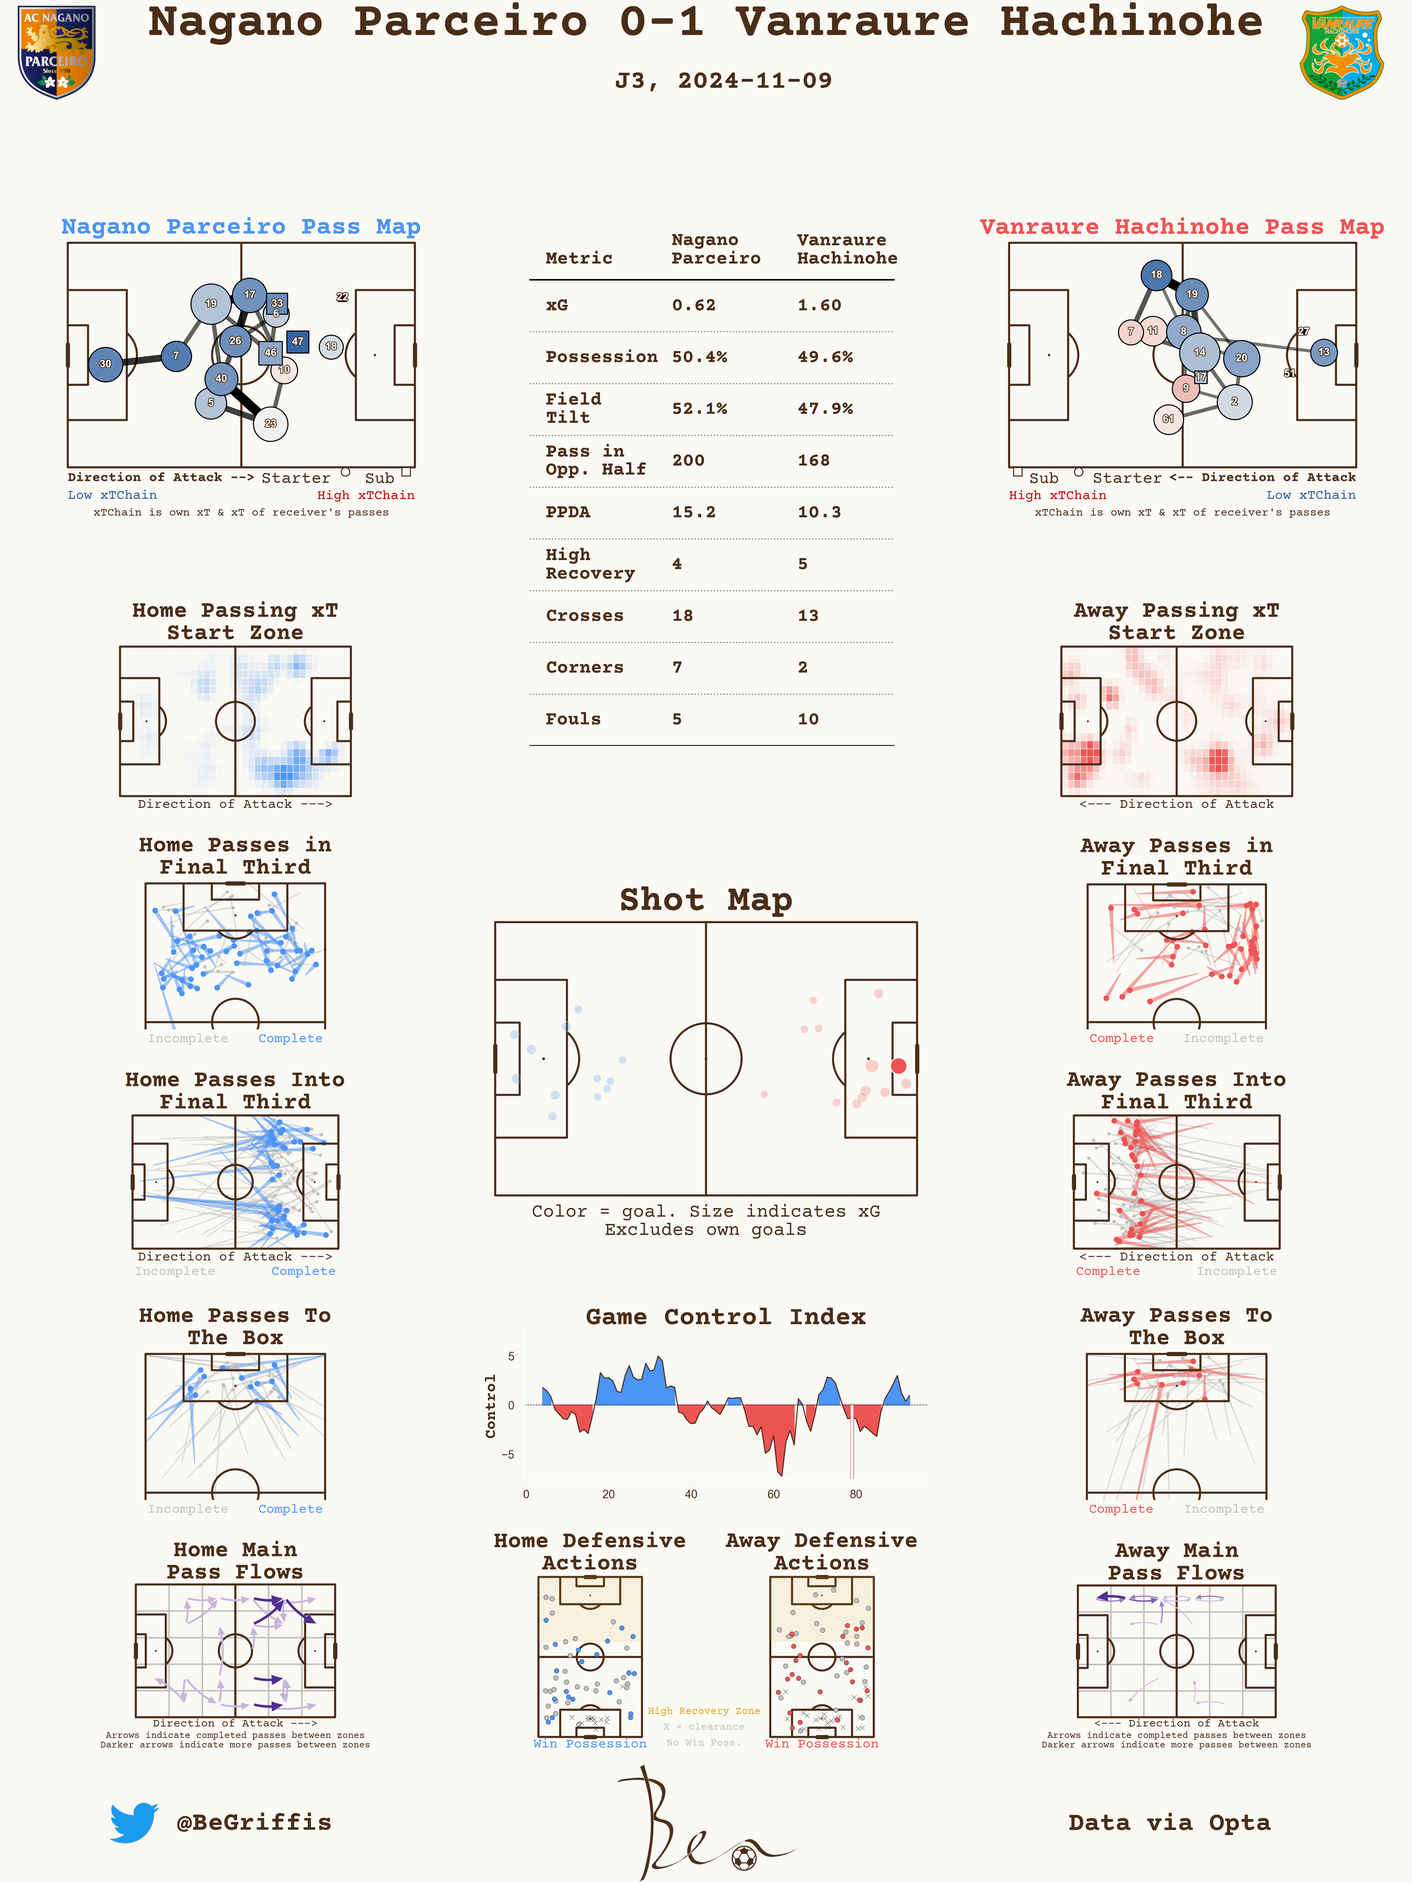 Nagano Parceiro 0-1 Vanraure Hachinohe
J3, 2024-11-09
AC NAGANO
PARCEIRO
VANRAURE
HACHINOHE
Nagano Parceiro Pass Map
19
17
33
6
22
26
47
46
18
30
7
10
40
5
23
Direction of Attack --> Starter Sub
Low xTChain High xTChain
xTChain is own xT & xT of receiver's passes
Metric Nagano Parceiro Vanraure Hachinohe
xG 0.62 1.60
Possession 50.4% 49.6%
Field Tilt 52.1% 47.9%
Pass in Opp. Half 200 168
PPDA 15.2 10.3
High Recovery 4 5
Crosses 18 13
Corners 7 2
Fouls 5 10
Vanraure Hachinohe Pass Map
18
19
7
11
8
27
14
20
13
17
51
9
2
61
Sub Starter <-- Direction of Attack
High xTChain Low xTChain
xTChain is own xT & xT of receiver's passes
Home Passing xT
Start Zone
Direction of Attack --->
Away Passing xT
Start Zone
<--- Direction of Attack
Home Passes in
Final Third
Incomplete Complete
Away Passes in
Final Third
Complete Incomplete
Shot Map
Color = goal. Size indicates xG
Excludes own goals
Home Passes Into
Final Third
Direction of Attack --->
Incomplete Complete
Away Passes Into
Final Third
<--- Direction of Attack
Complete Incomplete
Home Passes To
The Box
Incomplete Complete
Game Control Index
Control
5
0
−5
0 20 40 60 80
Away Passes To
The Box
Complete Incomplete
Home Main
Pass Flows
Direction of Attack --->
Arrows indicate completed passes between zones
Darker arrows indicate more passes between zones
Home Defensive
Actions
Win Possession
Away Defensive
Actions
Win Possession
High Recovery Zone
X = clearance
No Win Poss.
Away Main
Pass Flows
<--- Direction of Attack
Arrows indicate completed passes between zones
Darker arrows indicate more passes between zones
@BeGriffis
Ben
Data via Opta